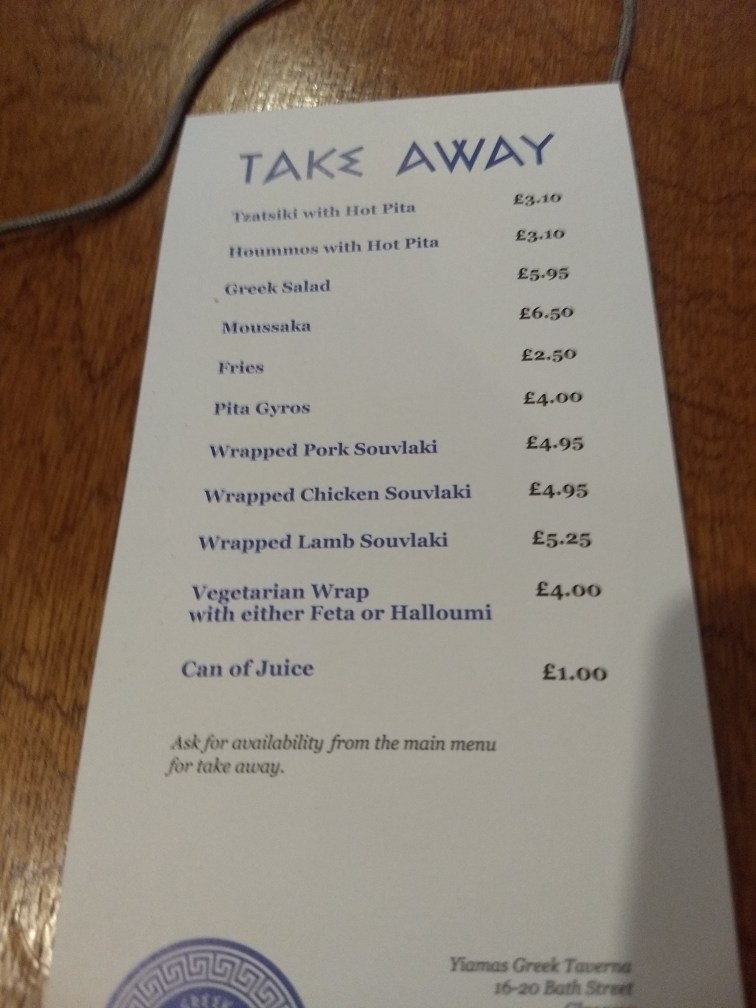 TAKE AWAY
Tzatsiki with Hot Pita £3.10
Hoummos with Hot Pita £3.10
Greek Salad £5.95
Moussaka £6.50
Fries £2.50
Pita Gyros £4.00
Wrapped Pork Souvlaki £4.95
Wrapped Chicken Souvlaki £4.95
Wrapped Lamb Souvlaki £5.25
Vegetarian Wrap £4.00
with either Feta or Halloumi
Can of Juice £1.00
Ask for availability from the main menu
for take away.
Yiamas Greek Taverna
16-20 Bath Street